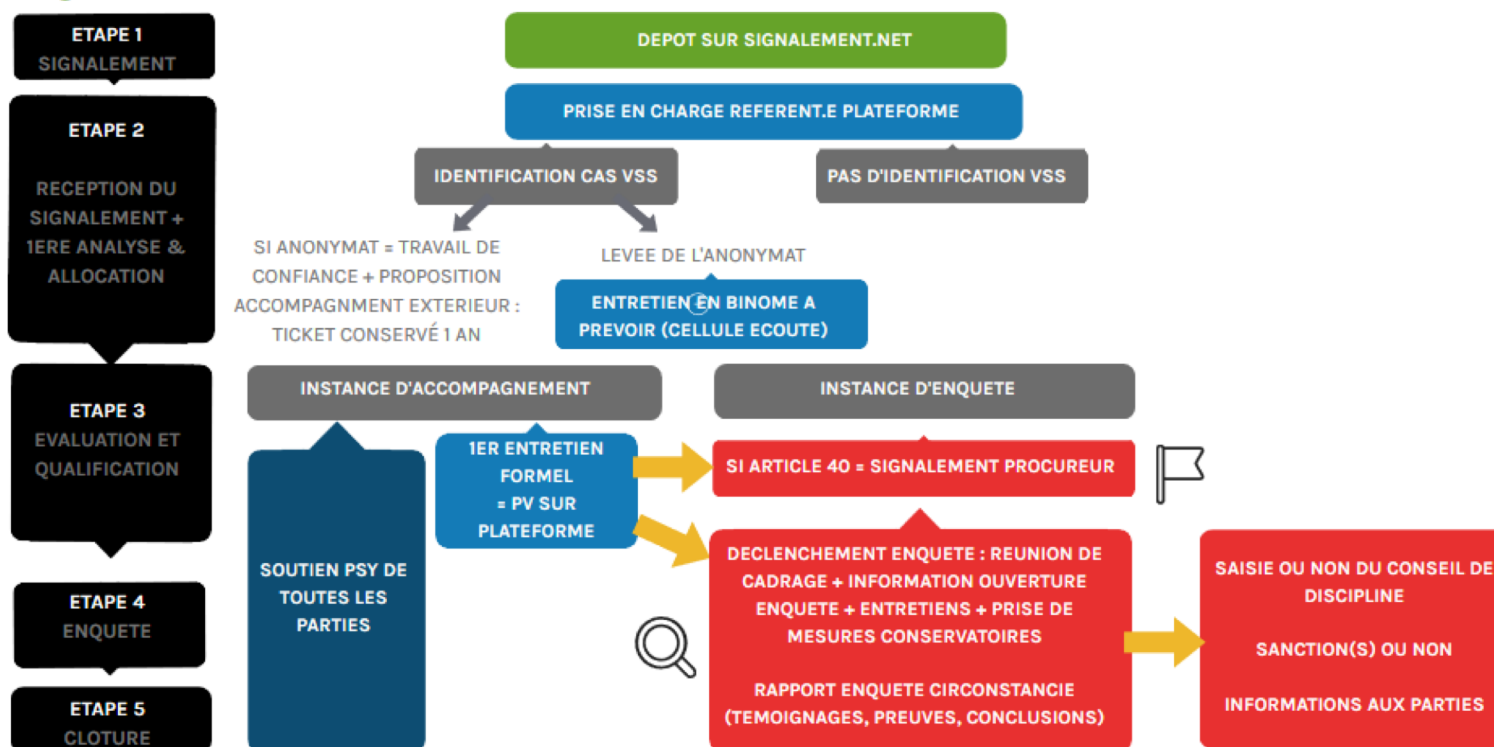 ETAPE 1
SIGNALEMENT
DEPOT SUR SIGNALEMENT.NET
ETAPE 2
RECEPTION DU
SIGNALEMENT +
1ERE ANALYSE &
ALLOCATION
PRISE EN CHARGE REFERENT.E PLATEFORME
IDENTIFICATION CAS VSS
PAS D'IDENTIFICATION VSS
SI ANONYMAT = TRAVAIL DE
CONFIANCE + PROPOSITION
ACCOMPAGNMENT EXTERIEUR :
TICKET CONSERVÉ 1 AN
LEVEE DE L'ANONYMAT
ENTRETIEN EN BINOME A
PREVOIR (CELLULE ECOUTE)
ETAPE 3
EVALUATION ET
QUALIFICATION
INSTANCE D'ACCOMPAGNEMENT
INSTANCE D'ENQUETE
1ER ENTRETIEN
FORMEL
= PV SUR
PLATEFORME
SI ARTICLE 40 = SIGNALEMENT PROCUREUR
SOUTIEN PSY DE
TOUTES LES
PARTIES
ETAPE 4
ENQUETE
DECLENCHEMENT ENQUETE : REUNION DE
CADRAGE + INFORMATION OUVERTURE
ENQUETE + ENTRETIENS + PRISE DE
MESURES CONSERVATOIRES
RAPPORT ENQUETE CIRCONSTANCIE
(TEMOIGNAGES, PREUVES, CONCLUSIONS)
SAISIE OU NON DU CONSEIL DE
DISCIPLINE
SANCTION(S) OU NON
INFORMATIONS AUX PARTIES
ETAPE 5
CLOTURE